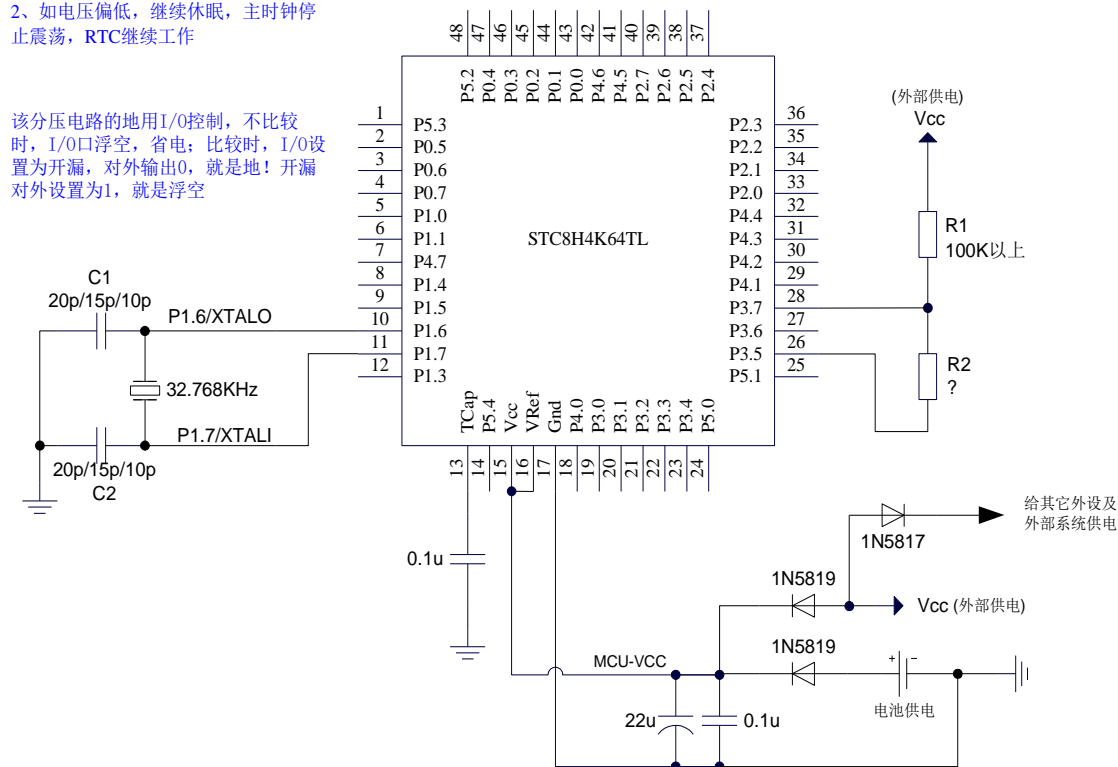 2、如电压偏低，继续休眠，主时钟停
止震荡，RTC继续工作
该分压电路的地用I/O控制，不比较
时，I/O口浮空，省电；比较时，I/O设
置为开漏，对外输出0，就是地！开漏
对外设置为1，就是浮空
48 47 46 45 44 43 42 41 40 39 38 37
P5.2 P0.4 P0.3 P0.2 P0.1 P0.0 P4.6 P4.5 P2.7 P2.6 P2.5 P2.4
1 P5.3
2 P0.5
3 P0.6
4 P0.7
5 P1.0
6 P1.1
7 P4.7
8 P1.4
9 P1.5
10 P1.6
11 P1.7
12 P1.3
STC8H4K64TL
P2.3 36
P2.2 35
P2.1 34
P2.0 33
P4.4 32
P4.3 31
P4.2 30
P4.1 29
P3.7 28
P3.6 27
P3.5 26
P5.1 25
TCap P5.4 Vcc VRef Gnd P4.0 P3.0 P3.1 P3.2 P3.3 P3.4 P5.0
13 14 15 16 17 18 19 20 21 22 23 24
C1
20p/15p/10p
P1.6/XTALO
32.768KHz
P1.7/XTALI
20p/15p/10p
C2
(外部供电)
Vcc
R1
100K以上
R2
?
0.1u
给其它外设及
外部系统供电
1N5817
1N5819
Vcc (外部供电)
1N5819
MCU-VCC
+ -
电池供电
22u
0.1u